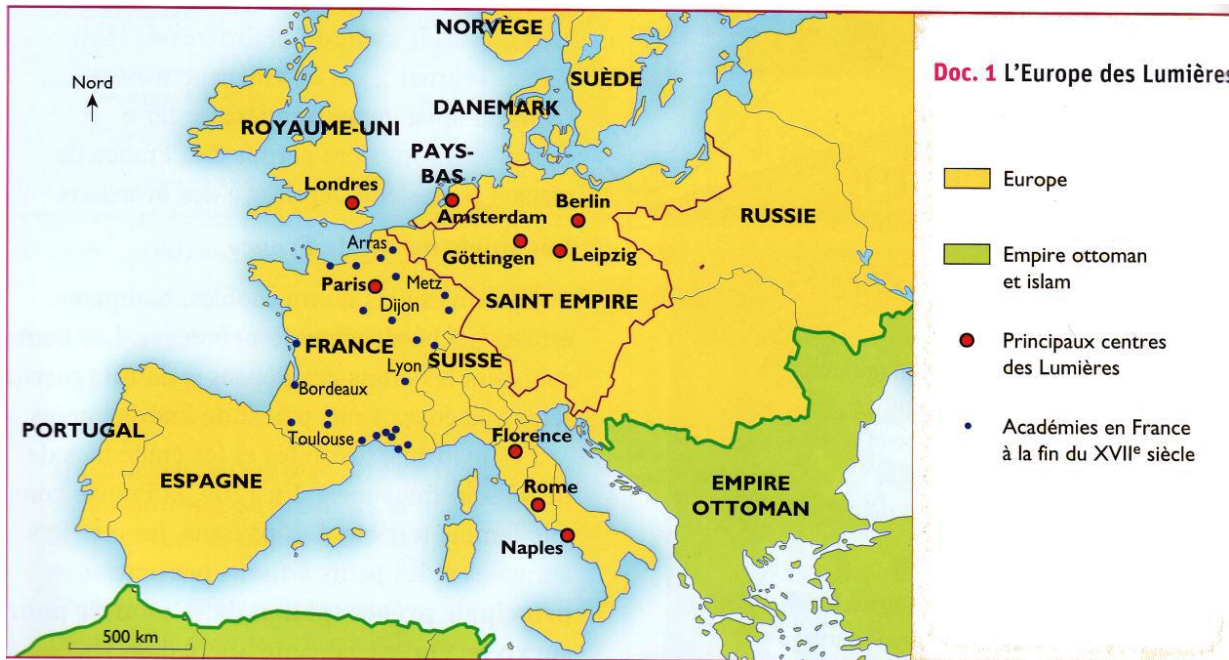 Nord
NORVÈGE
SUÈDE
DANEMARK
ROYAUME-UNI
PAYS-
BAS
Londres
Amsterdam
Berlin
RUSSIE
Arras
Göttingen
Leipzig
Paris
Metz
Dijon
SAINT EMPIRE
FRANCE
SUISSE
Lyon
Bordeaux
PORTUGAL
Toulouse
Florence
ESPAGNE
Rome
EMPIRE
OTTOMAN
Naples
500 km
Doc. 1 L'Europe des Lumières
Europe
Empire ottoman
et islam
Principaux centres
des Lumières
Académies en France
à la fin du XVIIe siècle